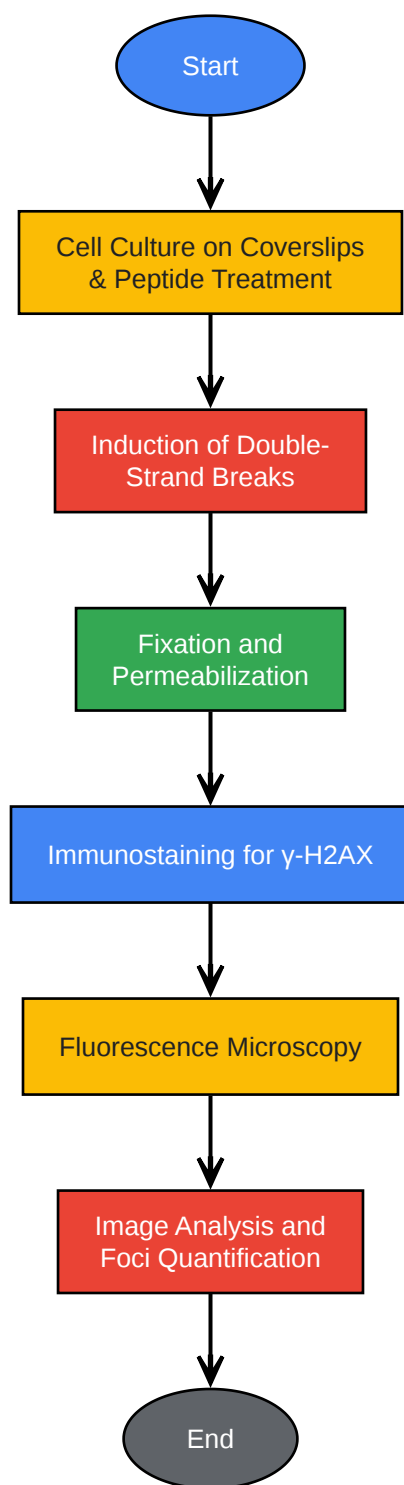 Start
Cell Culture on Coverslips
& Peptide Treatment
Induction of Double-
Strand Breaks
Fixation and
Permeabilization
Immunostaining for γ-H2AX
Fluorescence Microscopy
Image Analysis and
Foci Quantification
End